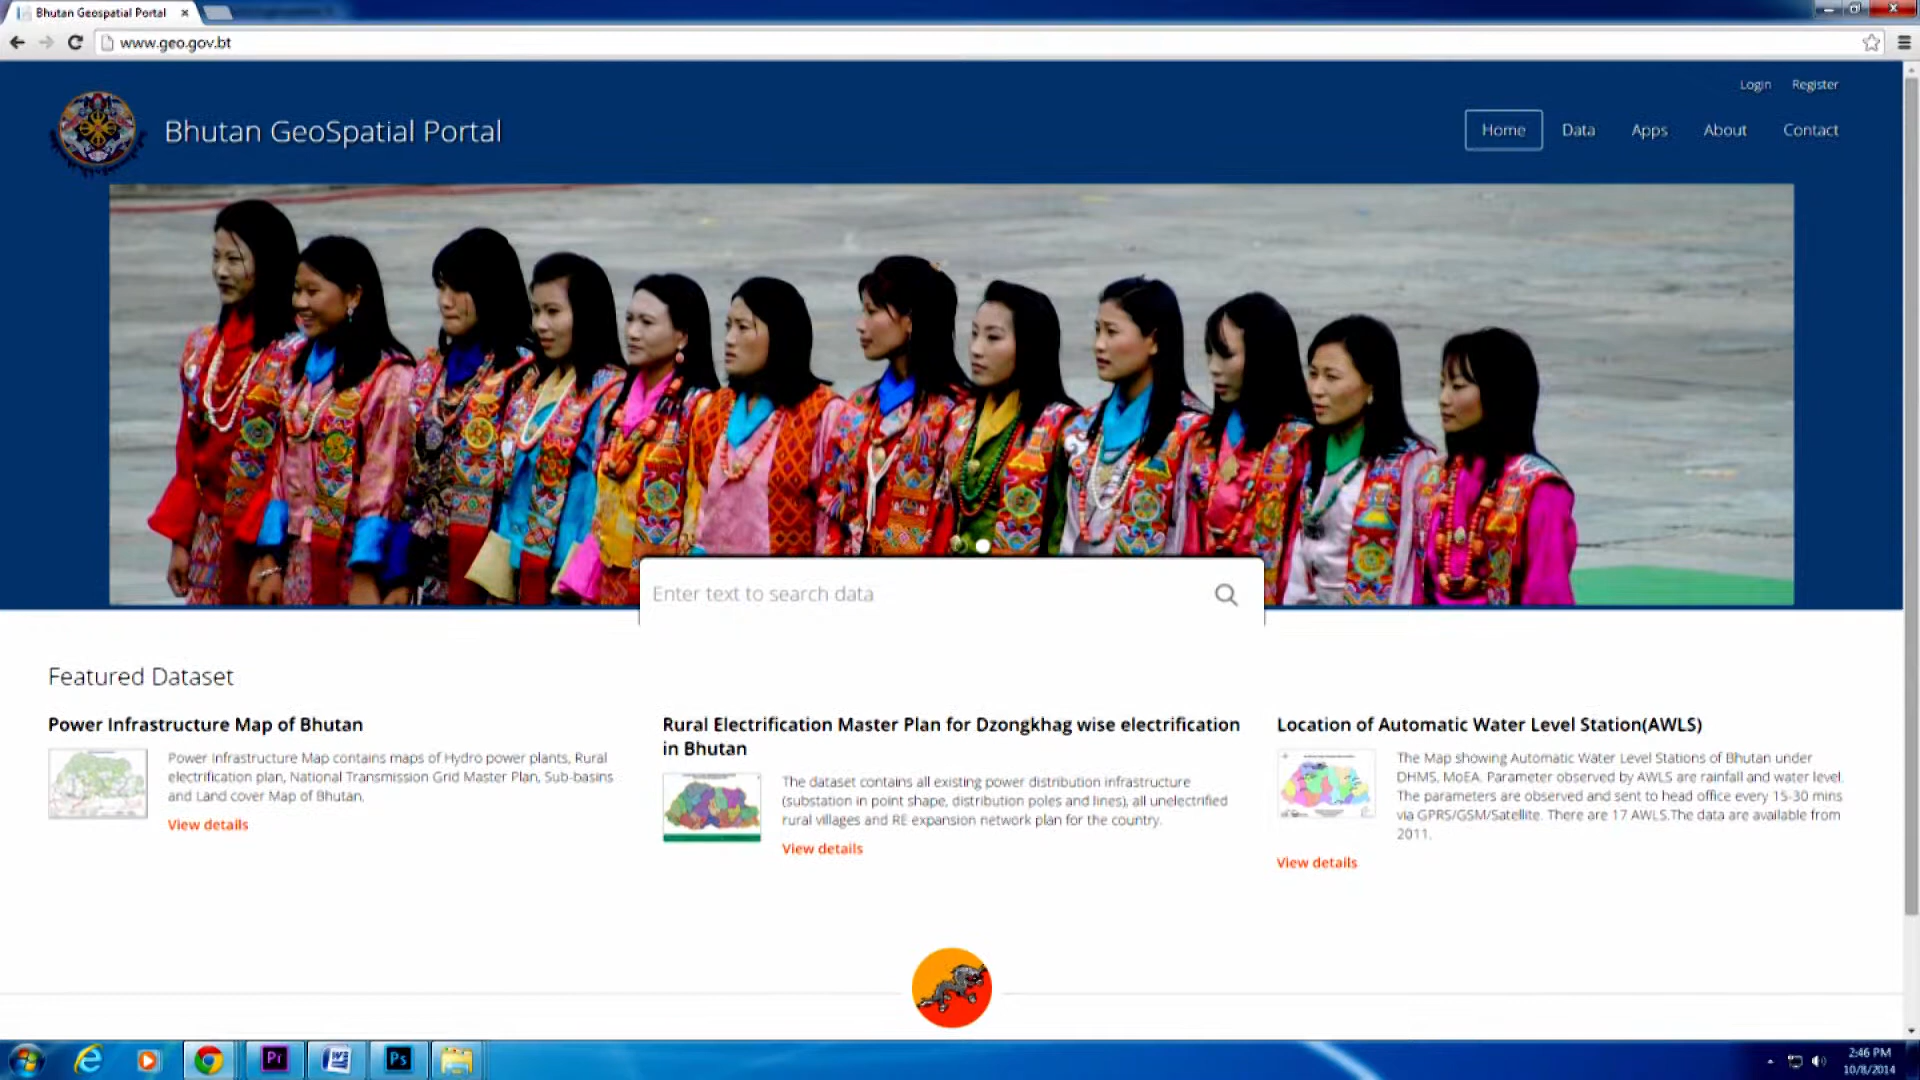 Bhutan Geospatial Portal
www.geo.gov.bt
Login Register
Bhutan GeoSpatial Portal
Home Data Apps About Contact
Enter text to search data
Featured Dataset
Power Infrastructure Map of Bhutan
Power Infrastructure Map contains maps of Hydro power plants, Rural
electrification plan, National Transmission Grid Master Plan, Sub-basins
and Land cover Map of Bhutan.
View details
Rural Electrification Master Plan for Dzongkhag wise electrification
in Bhutan
The dataset contains all existing power distribution infrastructure
(substation in point shape, distribution poles and lines), all unelectrified
rural villages and RE expansion network plan for the country.
View details
Location of Automatic Water Level Station(AWLS)
The Map showing Automatic Water Level Stations of Bhutan under
DHMS, MoEA. Parameter observed by AWLS are rainfall and water level.
The parameters are observed and sent to head office every 15-30 mins
via GPRS/GSM/Satellite. There are 17 AWLS.The data are available from
2011.
View details
Pr
W
Ps
2:46 PM
10/8/2014